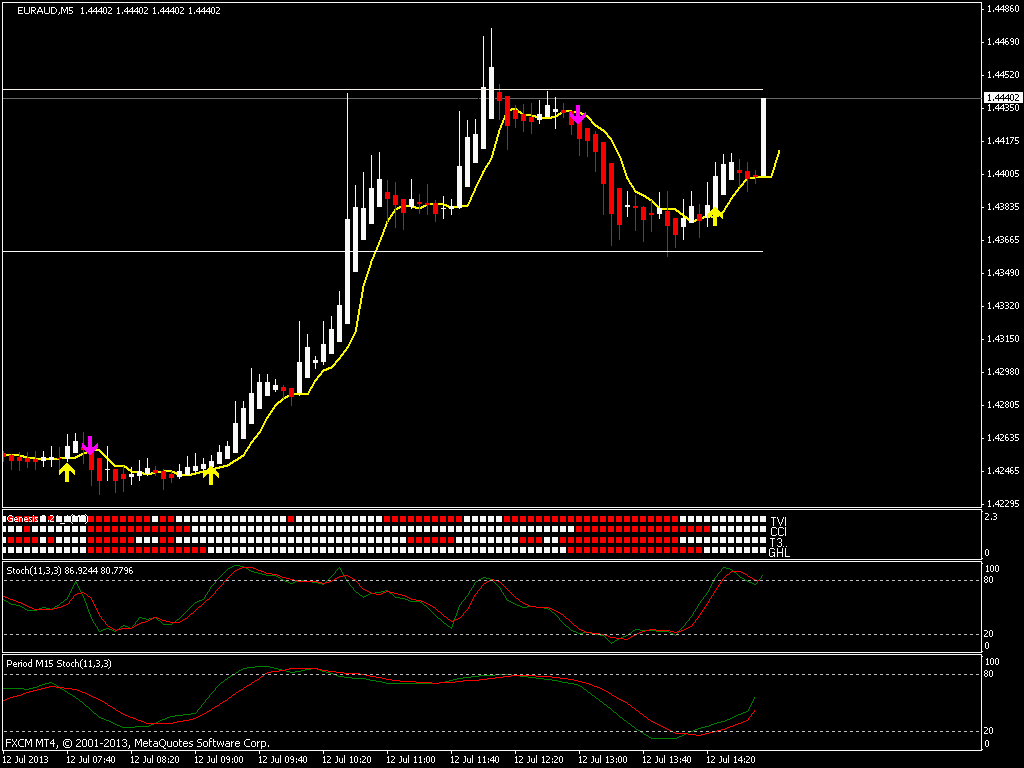 EURAUD,M5 1.44402 1.44402 1.44402 1.44402
1.44860
1.44690
1.44520
1.44402
1.44350
1.44175
1.44005
1.43835
1.43665
1.43490
1.43320
1.43150
1.42980
1.42805
1.42635
1.42465
1.42295
Genesis
2.3
TVI
CCI
T3..
GHL
0
Stoch(11,3,3) 86.9244 80.7796
100
80
20
0
Period M15 Stoch(11,3,3)
100
80
20
0
FXCM MT4, © 2001-2013, MetaQuotes Software Corp.
12 Jul 2013 12 Jul 07:40 12 Jul 08:20 12 Jul 09:00 12 Jul 09:40 12 Jul 10:20 12 Jul 11:00 12 Jul 11:40 12 Jul 12:20 12 Jul 13:00 12 Jul 13:40 12 Jul 14:20